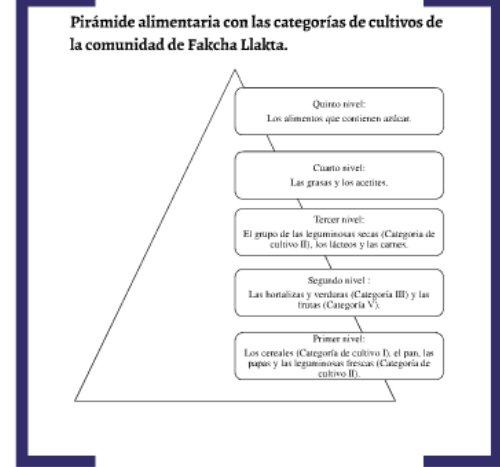 Pirámide alimentaria con las categorías de cultivos de
la comunidad de Fakcha Llakta.
Quinto nivel:
Los alimentos que contienen azúcar.
Cuarto nivel:
Las grasas y los aceites.
Tercer nivel:
El grupo de las leguminosas secas (Categoría de
cultivo II), los lácteos y las carnes.
Segundo nivel :
Las hortalizas y verduras (Categoría III) y las
frutas (Categoría V).
Primer nivel:
Los cereales (Categoría de cultivo I), el pan, las
papas y las leguminosas frescas (Categoría de
cultivo II).